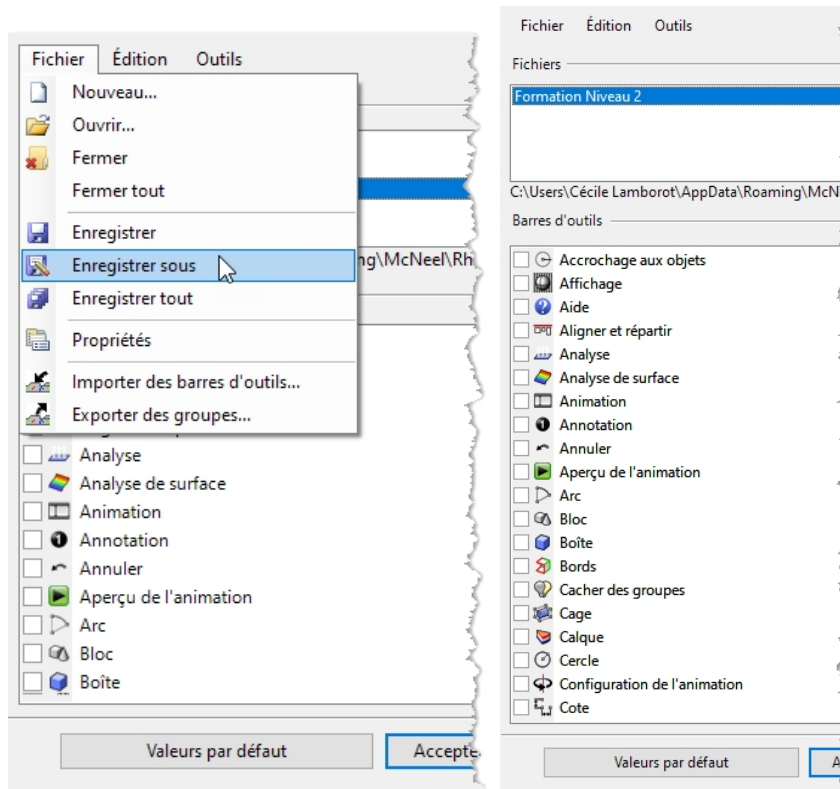 Fichier Édition Outils
Nouveau...
Ouvrir...
Fermer
Fermer tout
Enregistrer
Enregistrer sous
ng\McNeel\Rh
Enregistrer tout
Propriétés
Importer des barres d'outils...
Exporter des groupes...
Analyse
Analyse de surface
Animation
Annotation
Annuler
Aperçu de l'animation
Arc
Bloc
Boîte
Valeurs par défaut
Accepte
Fichier Édition Outils
Fichiers
Formation Niveau 2
C:\Users\Cécile Lamborot\AppData\Roaming\McN
Barres d'outils
Accrochage aux objets
Affichage
Aide
Aligner et répartir
Analyse
Analyse de surface
Animation
Annotation
Annuler
Aperçu de l'animation
Arc
Bloc
Boîte
Bords
Cacher des groupes
Cage
Calque
Cercle
Configuration de l'animation
Cote
Valeurs par défaut
A